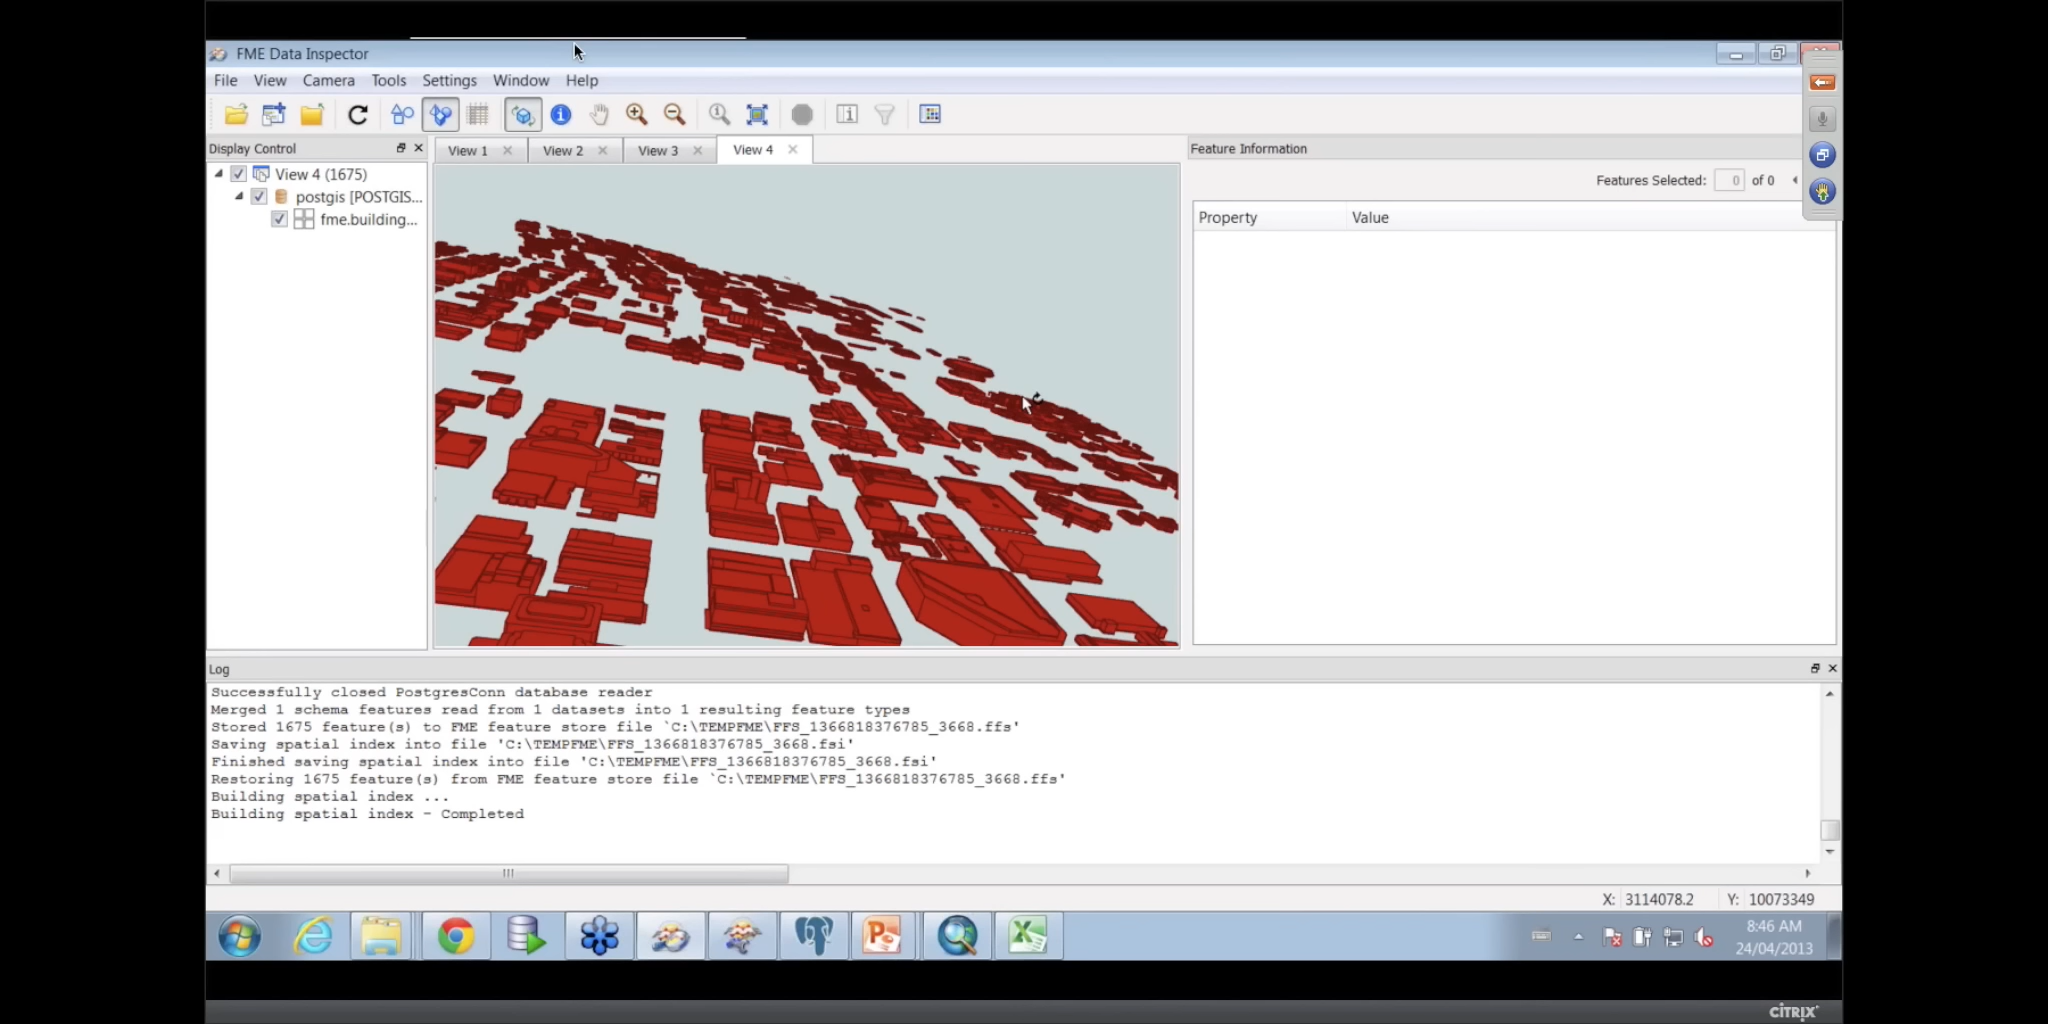 FME Data Inspector
File View Camera Tools Settings Window Help
Display Control
View 1 View 2 View 3 View 4
Feature Information
View 4 (1675)
postgis [POSTGIS...
fme.building...
Features Selected: 0 of 0
Property Value
Log
Successfully closed PostgresConn database reader
Merged 1 schema features read from 1 datasets into 1 resulting feature types
Stored 1675 feature(s) to FME feature store file `C:\TEMPFME\FFS_1366818376785_3668.ffs'
Saving spatial index into file 'C:\TEMPFME\FFS_1366818376785_3668.fsi'
Finished saving spatial index into file 'C:\TEMPFME\FFS_1366818376785_3668.fsi'
Restoring 1675 feature(s) from FME feature store file `C:\TEMPFME\FFS_1366818376785_3668.ffs'
Building spatial index ...
Building spatial index - Completed
X: 3114078.2 Y: 10073349
8:46 AM
24/04/2013
CITRIX